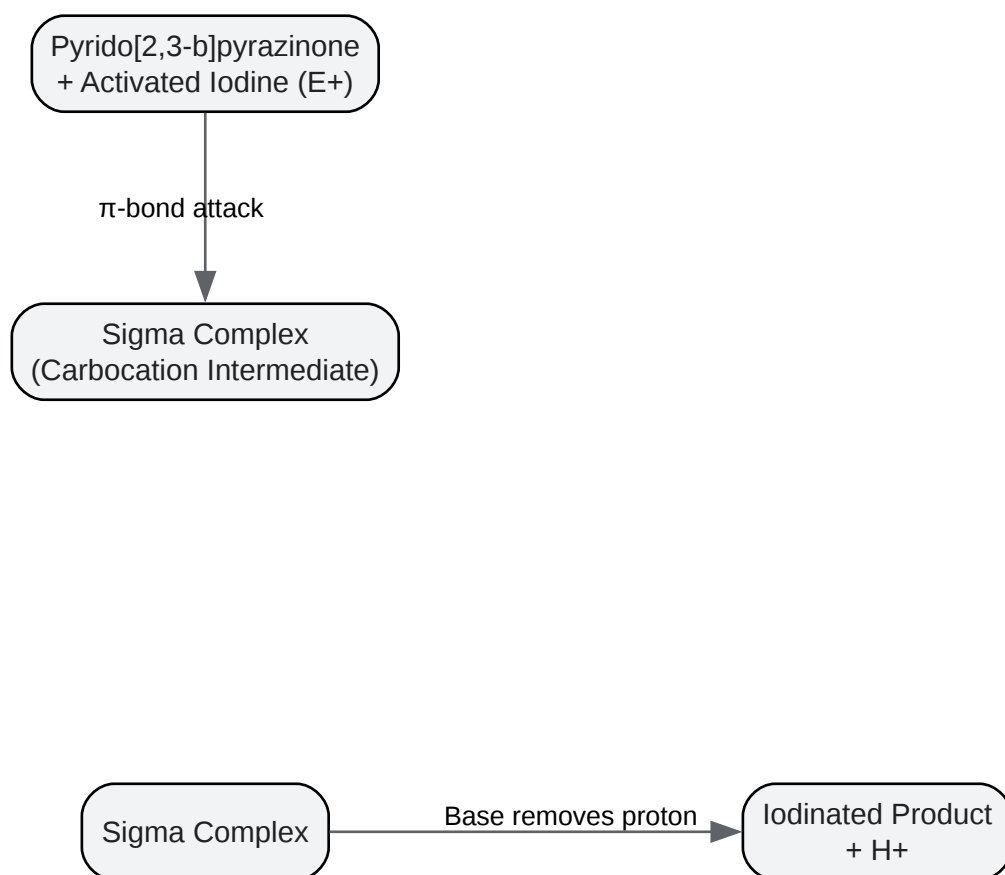 Pyrido[2,3-b]pyrazinone
+ Activated Iodine (E+)
π-bond attack
Sigma Complex
(Carbocation Intermediate)
Sigma Complex
Base removes proton
Iodinated Product
+ H+